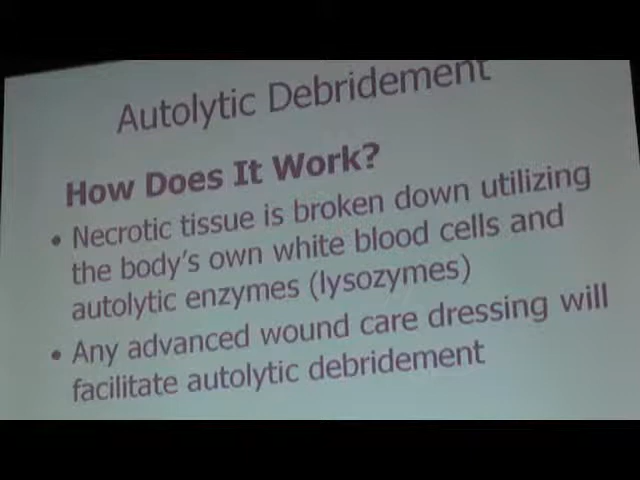 Autolytic Debridement
How Does It Work?
• Necrotic tissue is broken down utilizing
the body's own white blood cells and
autolytic enzymes (lysozymes)
• Any advanced wound care dressing will
facilitate autolytic debridement